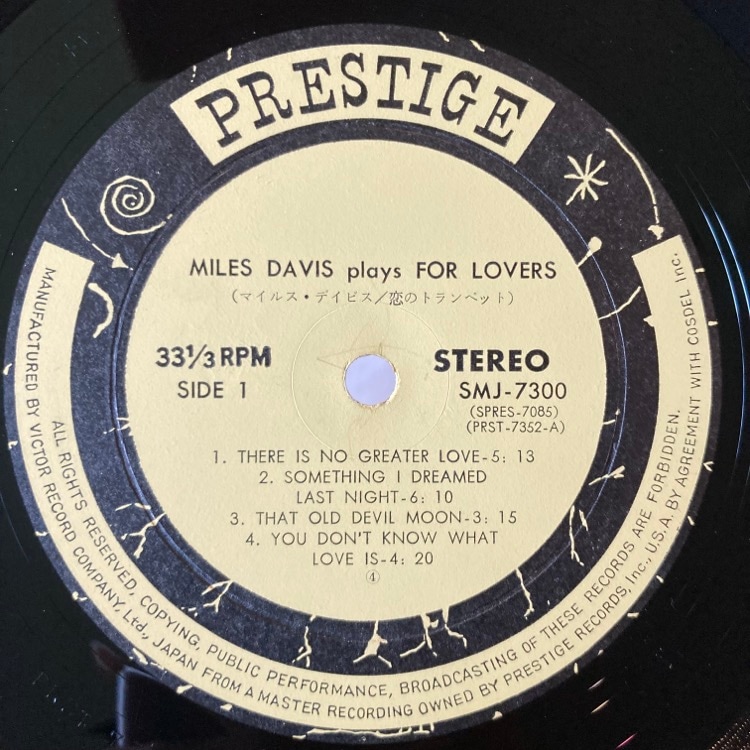 PRESTIGE
MILES DAVIS plays FOR LOVERS
(マイルス・デイビス/恋のトランペット)
33⅓ RPM
SIDE 1
STEREO
SMJ-7300
(SPRES-7085)
(PRST-7352-A)
1. THERE IS NO GREATER LOVE-5: 13
2. SOMETHING I DREAMED
LAST NIGHT-6: 10
3. THAT OLD DEVIL MOON-3: 15
4. YOU DON'T KNOW WHAT
LOVE IS-4: 20
④
ALL RIGHTS RESERVED, COPYING, PUBLIC PERFORMANCE, BROADCASTING OF THESE RECORDS ARE FORBIDDEN.
MANUFACTURED BY VICTOR RECORD COMPANY, Ltd., JAPAN FROM A MASTER RECORDING OWNED BY PRESTIGE RECORDS, Inc., U.S.A. BY AGREEMENT WITH COSDEL Inc.